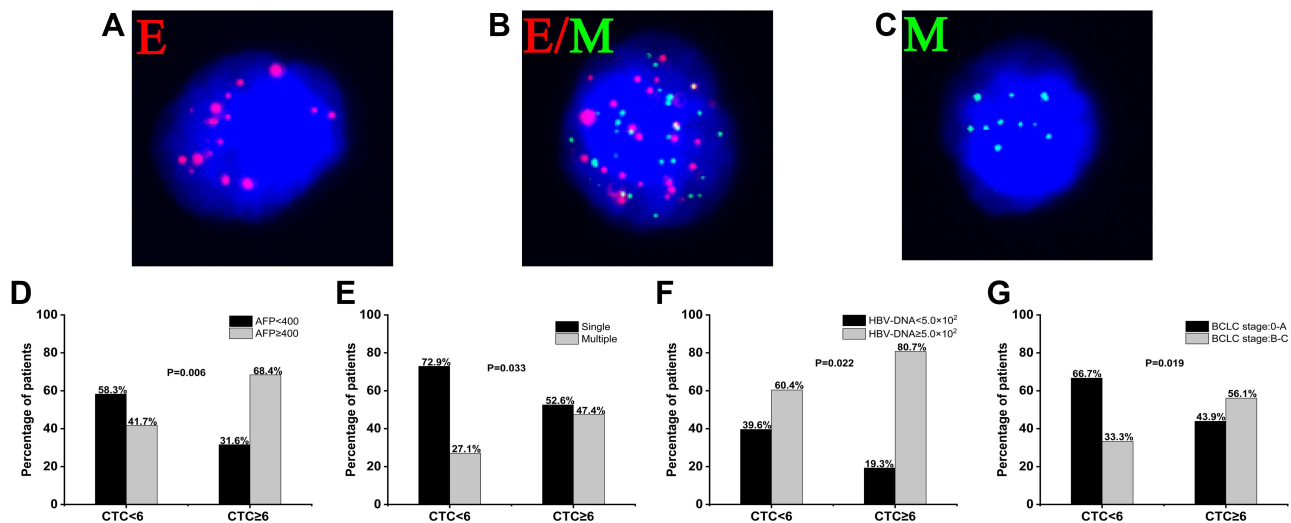 A
E
B
E/M
C
M
D
Percentage of patients
100
80
60
40
20
0
AFP<400
AFP≥400
P=0.006
58.3%
41.7%
31.6%
68.4%
CTC<6
CTC≥6
E
Percentage of patients
100
80
60
40
20
0
Single
Multiple
P=0.033
72.9%
27.1%
52.6%
47.4%
CTC<6
CTC≥6
F
Percentage of patients
100
80
60
40
20
0
HBV-DNA<5.0×10²
HBV-DNA≥5.0×10²
P=0.022
39.6%
60.4%
19.3%
80.7%
CTC<6
CTC≥6
G
Percentage of patients
100
80
60
40
20
0
BCLC stage:0-A
BCLC stage:B-C
P=0.019
66.7%
33.3%
43.9%
56.1%
CTC<6
CTC≥6